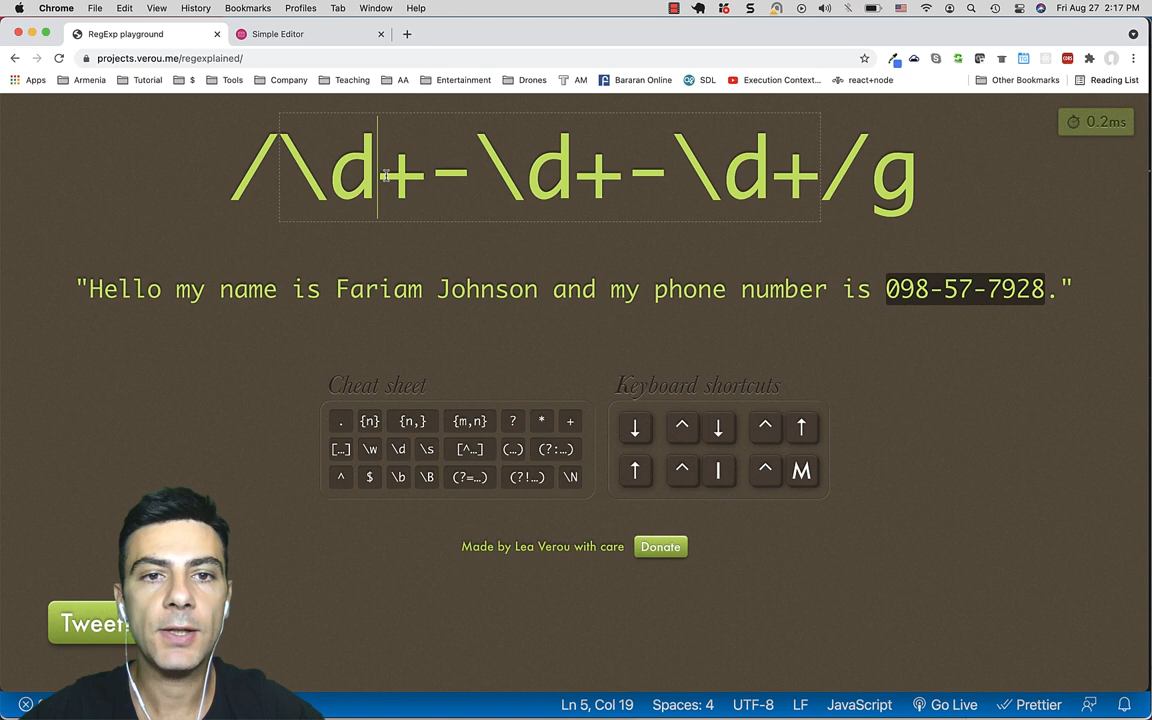 Chrome File Edit View History Bookmarks Profiles Tab Window Help Fri Aug 27 2:17 PM
RegExp playground Simple Editor
projects.verou.me/regexplained/
Apps Armenia Tutorial $ Tools Company Teaching AA Entertainment Drones AM Bararan Online SDL Execution Context... react+node Other Bookmarks Reading List
0.2ms
/\d+-\d+-\d+/g
"Hello my name is Fariam Johnson and my phone number is 098-57-7928."
Cheat sheet Keyboard shortcuts
. {n} {n,} {m,n} ? * +
[…] \w \d \s [^…] (…) (?:…)
^ $ \b \B (?=…) (?!…) \N
↓ ^ ↓ ^ ↑
↑ ^ I ^ M
Made by Lea Verou with care Donate
Tweet
Ln 5, Col 19 Spaces: 4 UTF-8 LF JavaScript Go Live Prettier